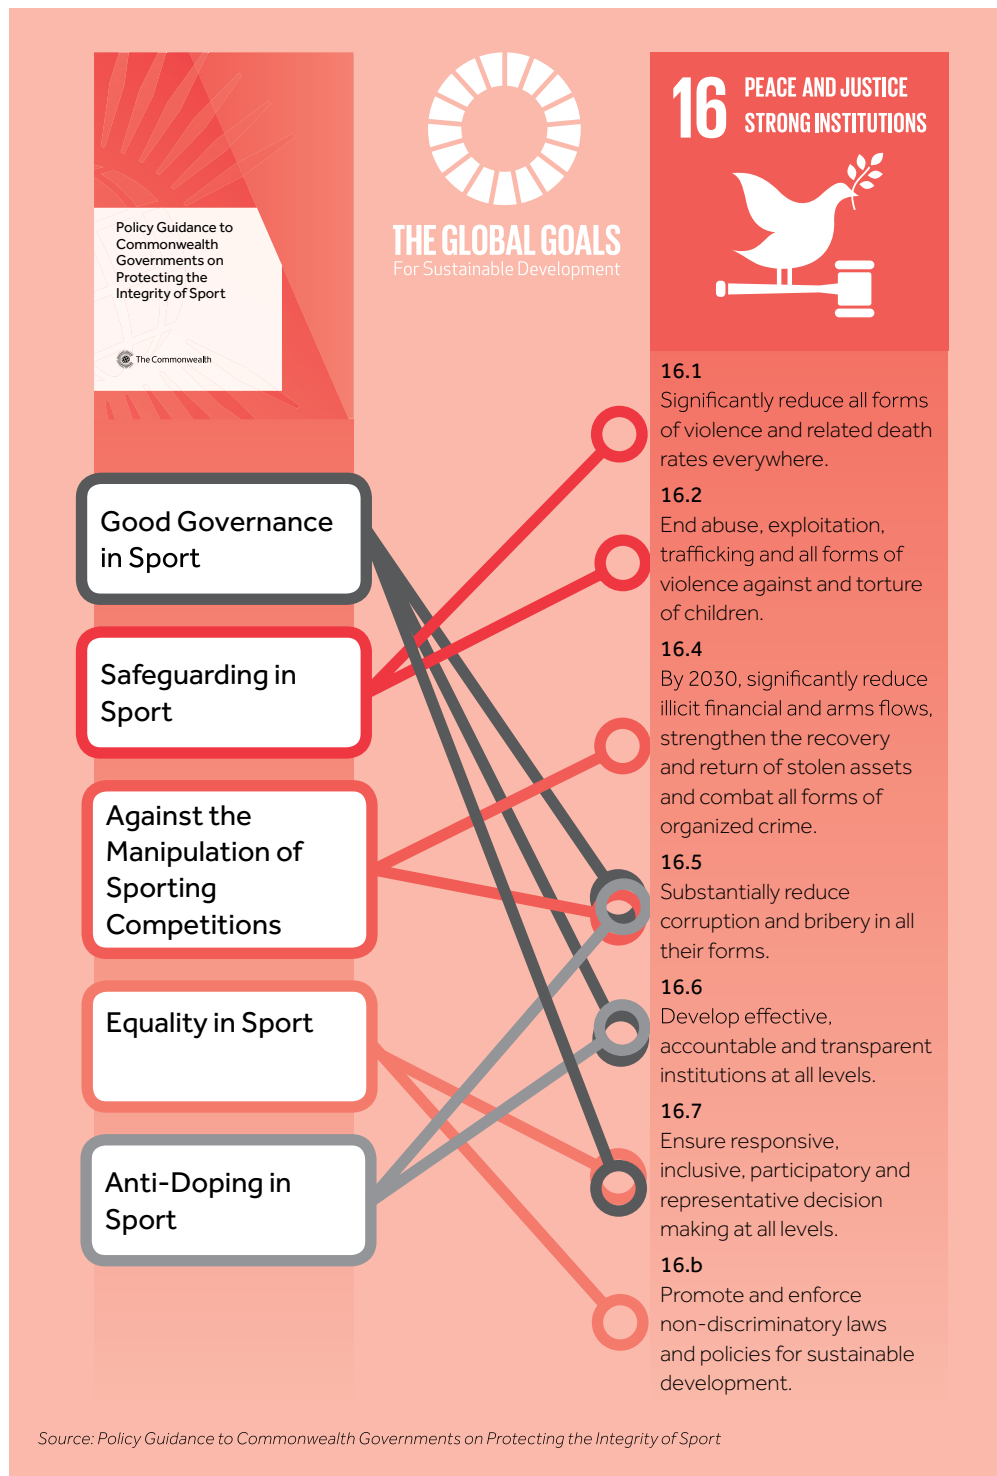 Policy Guidance to
Commonwealth
Governments on
Protecting the
Integrity of Sport
The Commonwealth
THE GLOBAL GOALS
For Sustainable Development
16 PEACE AND JUSTICE
STRONG INSTITUTIONS
Good Governance
in Sport
Safeguarding in
Sport
Against the
Manipulation of
Sporting
Competitions
Equality in Sport
Anti-Doping in
Sport
16.1
Significantly reduce all forms
of violence and related death
rates everywhere.
16.2
End abuse, exploitation,
trafficking and all forms of
violence against and torture
of children.
16.4
By 2030, significantly reduce
illicit financial and arms flows,
strengthen the recovery
and return of stolen assets
and combat all forms of
organized crime.
16.5
Substantially reduce
corruption and bribery in all
their forms.
16.6
Develop effective,
accountable and transparent
institutions at all levels.
16.7
Ensure responsive,
inclusive, participatory and
representative decision
making at all levels.
16.b
Promote and enforce
non-discriminatory laws
and policies for sustainable
development.
Source: Policy Guidance to Commonwealth Governments on Protecting the Integrity of Sport